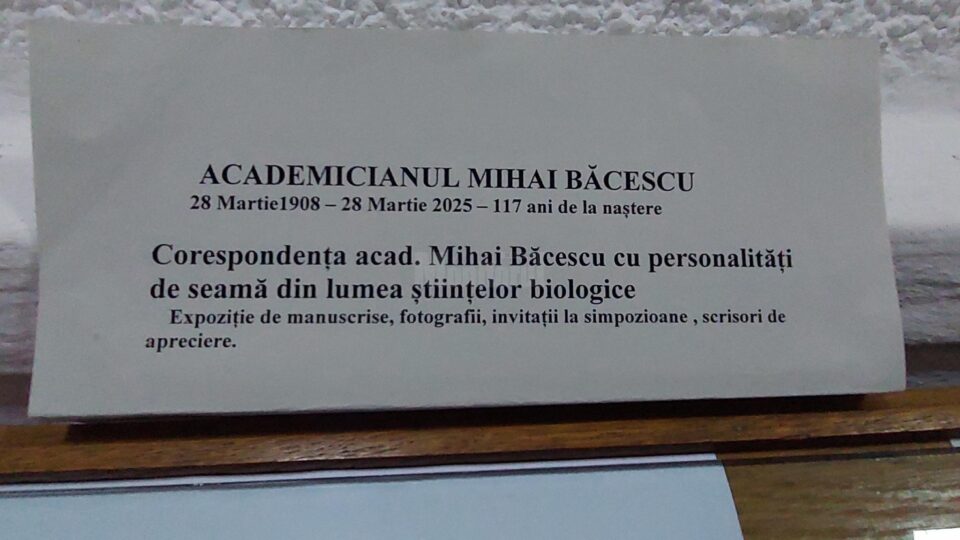 ACADEMICIANUL MIHAI BĂCESCU
28 Martie1908 – 28 Martie 2025 – 117 ani de la naștere
Corespondența acad. Mihai Băcescu cu personalități
de seamă din lumea științelor biologice
Expoziție de manuscrise, fotografii, invitații la simpozioane , scrisori de
apreciere.